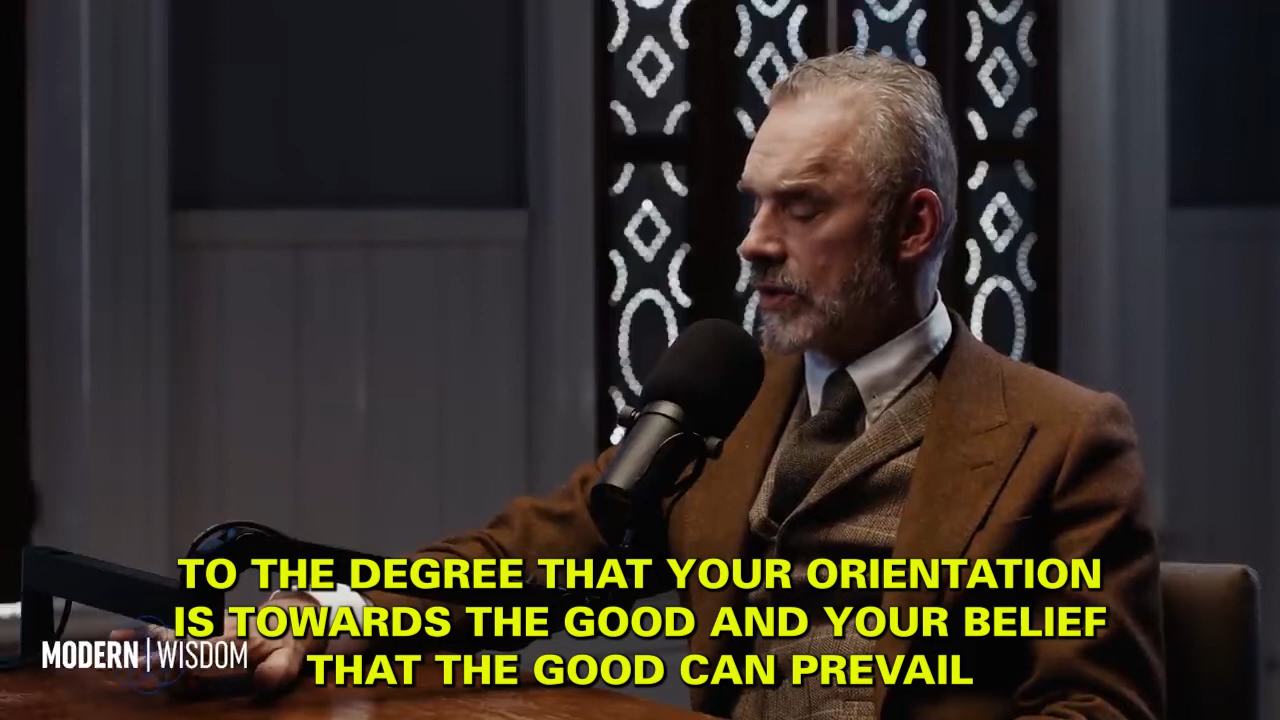 TO THE DEGREE THAT YOUR ORIENTATION
IS TOWARDS THE GOOD AND YOUR BELIEF
THAT THE GOOD CAN PREVAIL
MODERN | WISDOM